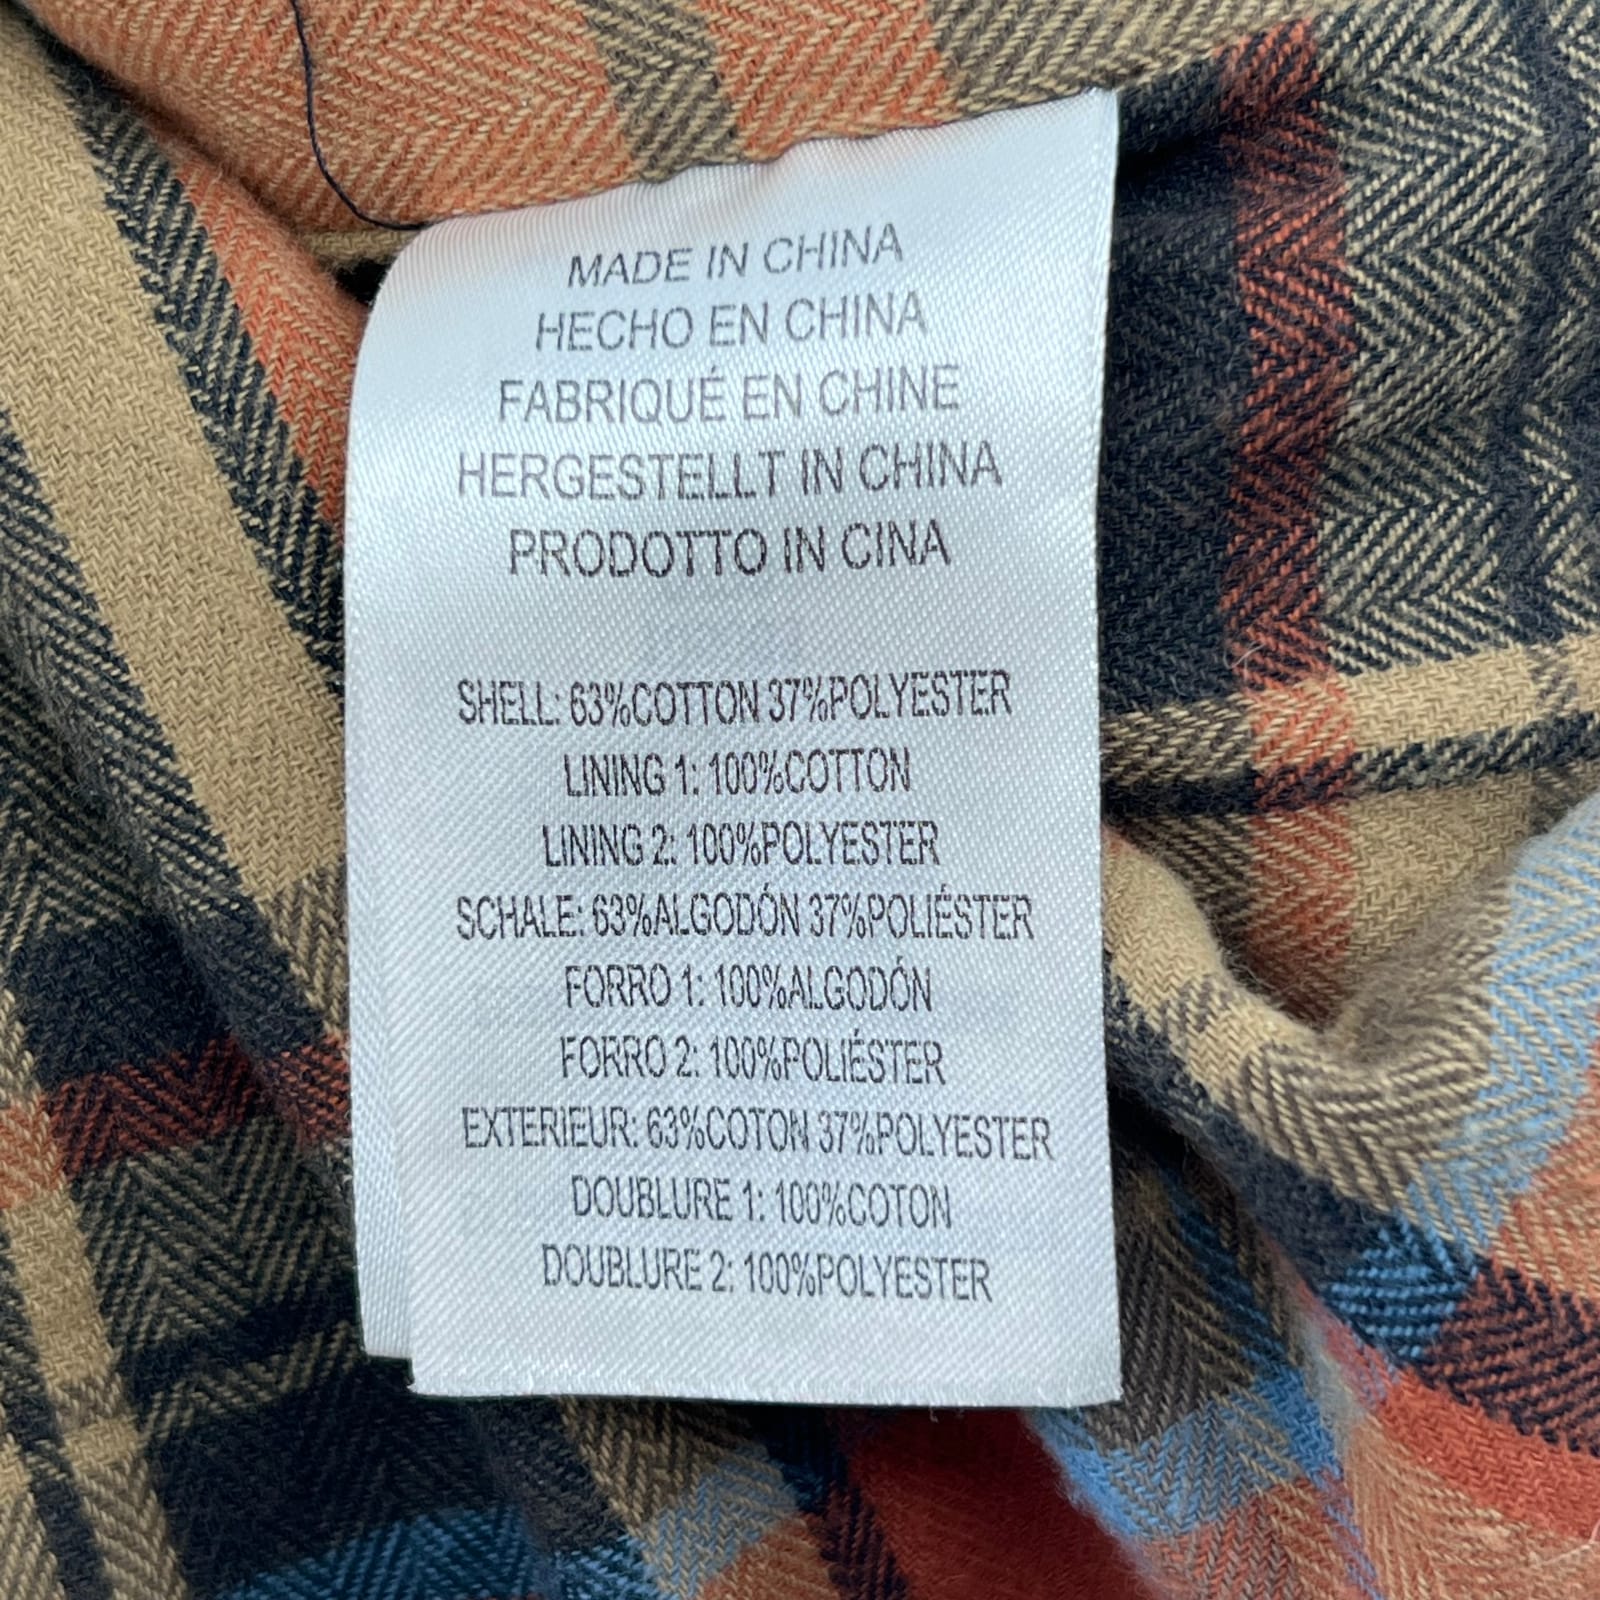 MADE IN CHINA
HECHO EN CHINA
FABRIQUÉ EN CHINE
HERGESTELLT IN CHINA
PRODOTTO IN CINA
SHELL: 63%COTTON 37%POLYESTER
LINING 1: 100%COTTON
LINING 2: 100%POLYESTER
SCHALE: 63%ALGODÓN 37%POLIÉSTER
FORRO 1: 100%ALGODÓN
FORRO 2: 100%POLIÉSTER
EXTERIEUR: 63%COTON 37%POLYESTER
DOUBLURE 1: 100%COTON
DOUBLURE 2: 100%POLYESTER